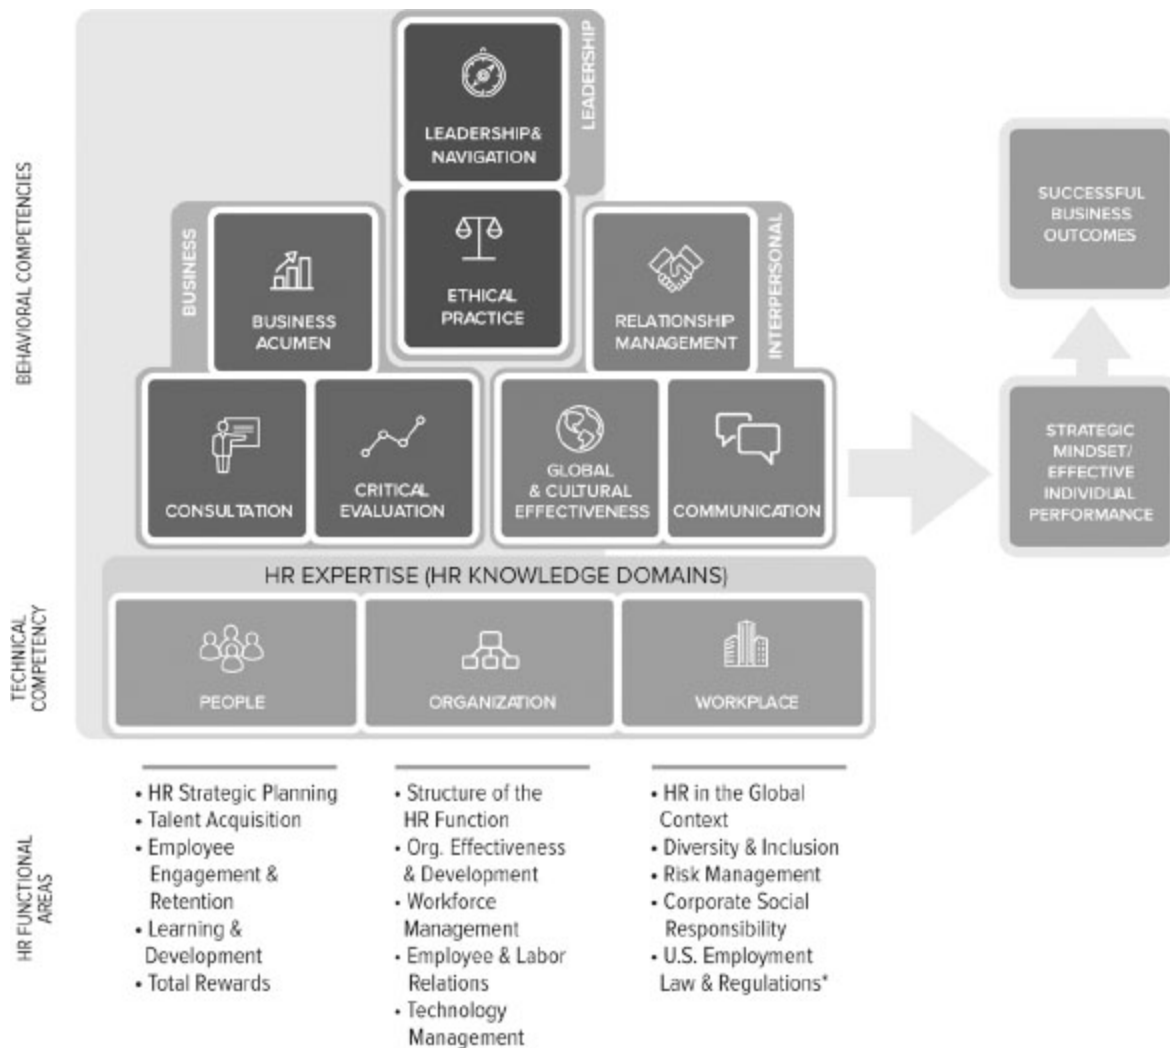 LEADERSHIP
LEADERSHIP&
NAVIGATION
ETHICAL
PRACTICE
BEHAVIORAL COMPETENCIES
BUSINESS
BUSINESS
ACUMEN
RELATIONSHIP
MANAGEMENT
INTERPERSONAL
CONSULTATION
CRITICAL
EVALUATION
GLOBAL
& CULTURAL
EFFECTIVENESS
COMMUNICATION
SUCCESSFUL
BUSINESS
OUTCOMES
STRATEGIC
MINDSET/
EFFECTIVE
INDIVIDUAL
PERFORMANCE
HR EXPERTISE (HR KNOWLEDGE DOMAINS)
TECHNICAL
COMPETENCY
PEOPLE
ORGANIZATION
WORKPLACE
HR FUNCTIONAL
AREAS
• HR Strategic Planning
• Talent Acquisition
• Employee
Engagement &
Retention
• Learning &
Development
• Total Rewards
• Structure of the
HR Function
• Org. Effectiveness
& Development
• Workforce
Management
• Employee & Labor
Relations
• Technology
Management
• HR in the Global
Context
• Diversity & Inclusion
• Risk Management
• Corporate Social
Responsibility
• U.S. Employment
Law & Regulations*